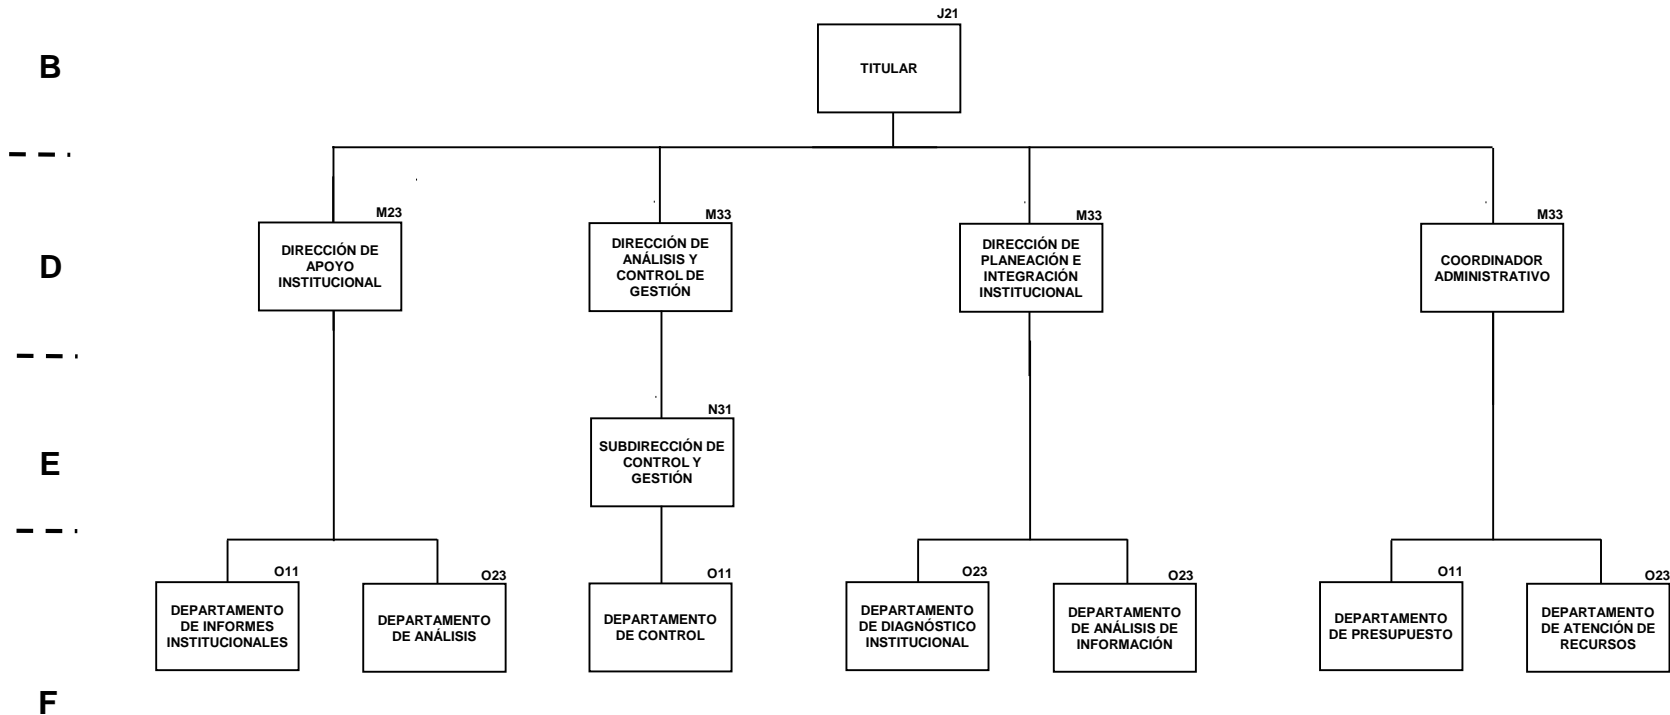 J21
B
TITULAR
M23
M33
M33
M33
D
DIRECCIÓN DE
APOYO
INSTITUCIONAL
DIRECCIÓN DE
ANÁLISIS Y
CONTROL DE
GESTIÓN
DIRECCIÓN DE
PLANEACIÓN E
INTEGRACIÓN
INSTITUCIONAL
COORDINADOR
ADMINISTRATIVO
N31
E
SUBDIRECCIÓN DE
CONTROL Y
GESTIÓN
O11
DEPARTAMENTO
DE INFORMES
INSTITUCIONALES
O23
DEPARTAMENTO
DE ANÁLISIS
O11
DEPARTAMENTO
DE CONTROL
O23
DEPARTAMENTO
DE DIAGNÓSTICO
INSTITUCIONAL
O23
DEPARTAMENTO
DE ANÁLISIS DE
INFORMACIÓN
O11
DEPARTAMENTO
DE PRESUPUESTO
O23
DEPARTAMENTO
DE ATENCIÓN DE
RECURSOS
F